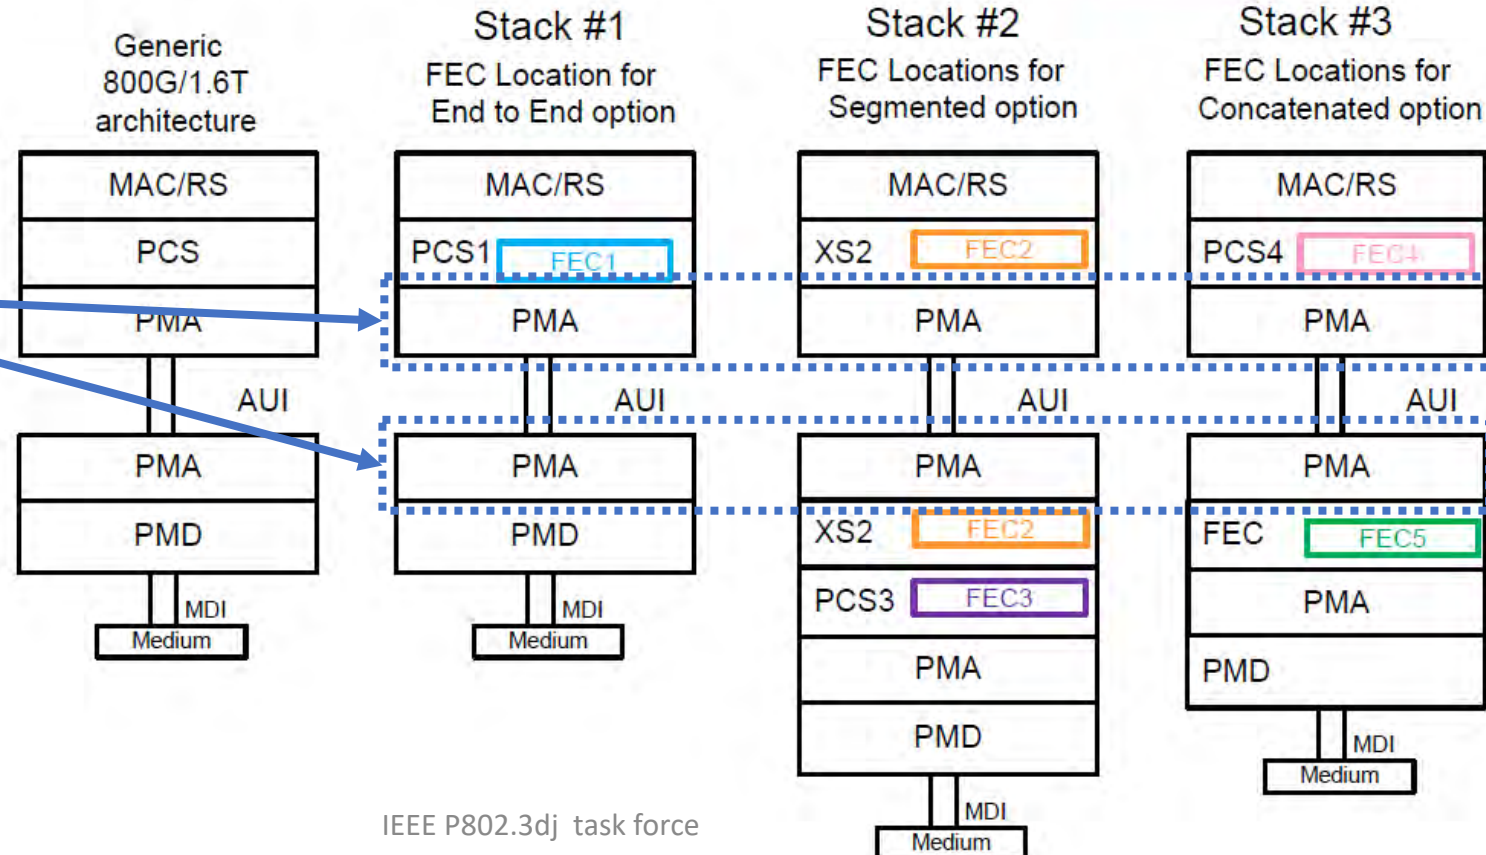 Generic
800G/1.6T
architecture
MAC/RS
PCS
PMA
AUI
PMA
PMD
MDI
Medium
Stack #1
FEC Location for
End to End option
MAC/RS
PCS1 FEC1
PMA
AUI
PMA
PMD
MDI
Medium
Stack #2
FEC Locations for
Segmented option
MAC/RS
XS2 FEC2
PMA
AUI
PMA
XS2 FEC2
PCS3 FEC3
PMA
PMD
MDI
Medium
Stack #3
FEC Locations for
Concatenated option
MAC/RS
PCS4 FEC4
PMA
AUI
PMA
FEC FEC5
PMA
PMD
MDI
Medium
IEEE P802.3dj task force